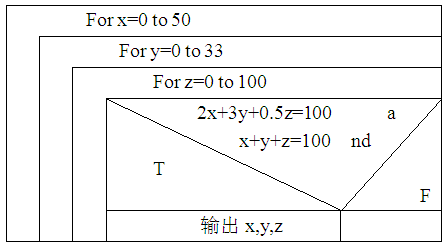 For x=0 to 50
For y=0 to 33
For z=0 to 100
2x+3y+0.5z=100 a
x+y+z=100 nd
T
F
输出 x,y,z